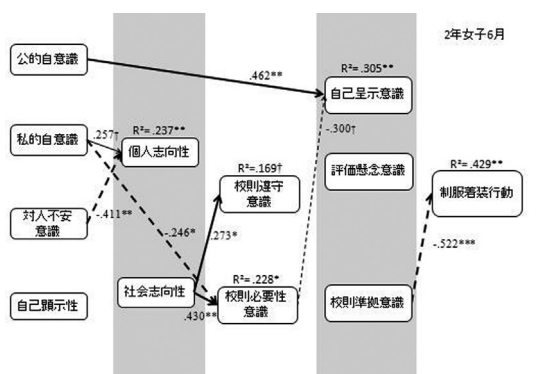 2年女子6月
公的自意識
.462**
R²= .305**
自己呈示意識
私的自意識
.257†
R²= .237**
個人志向性
-.300†
評価懸念意識
R²= .429**
制服着装行動
R²=.169†
校則遵守
意識
対人不安
意識
-.411**
-.246*
.273*
-.522***
自己顕示性
社会志向性
.430**
R²= .228*
校則必要性
意識
校則準拠意識